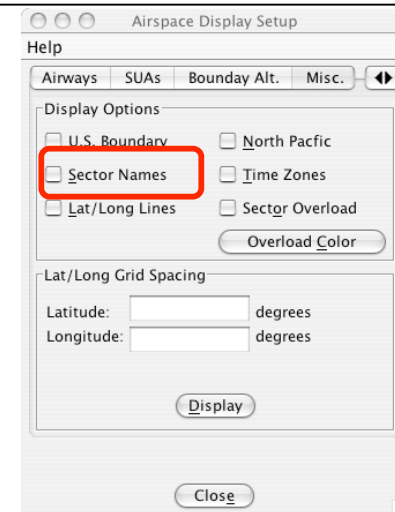 Airspace Display Setup
Help
Airways SUAs Bounday Alt. Misc.
Display Options
U.S. Boundary North Pacfic
Sector Names Time Zones
Lat/Long Lines Sector Overload
Overload Color
Lat/Long Grid Spacing
Latitude: degrees
Longitude: degrees
Display
Close